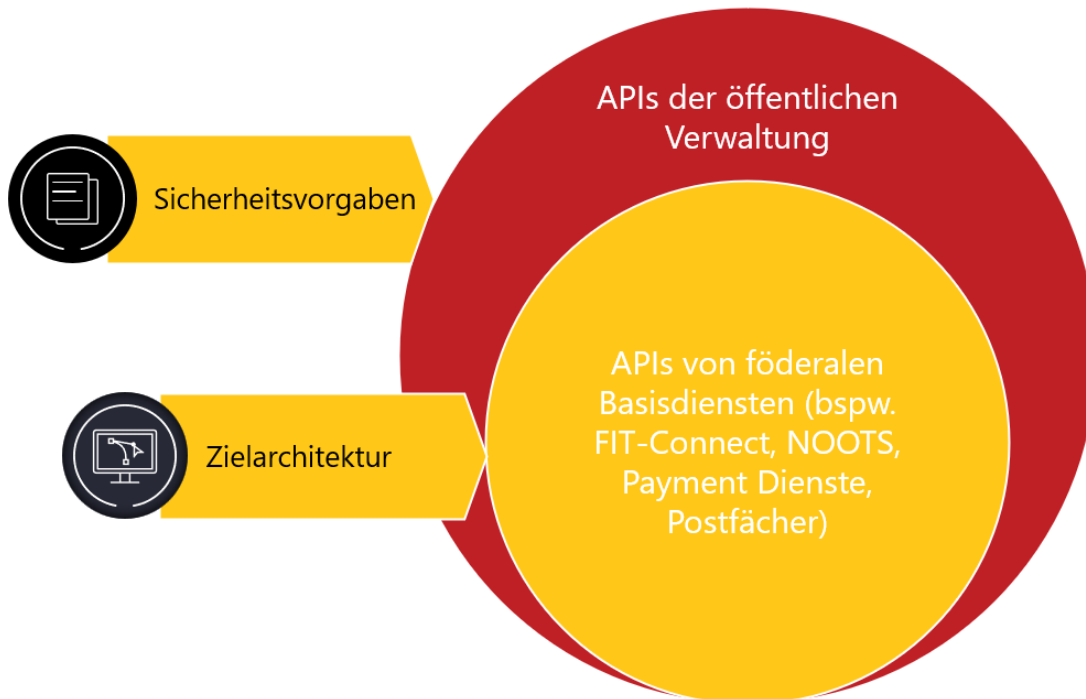 APIs der öffentlichen
Verwaltung
Sicherheitsvorgaben
APIs von föderalen
Basisdiensten (bspw.
FIT-Connect, NOOTS,
Payment Dienste,
Postfächer)
Zielarchitektur